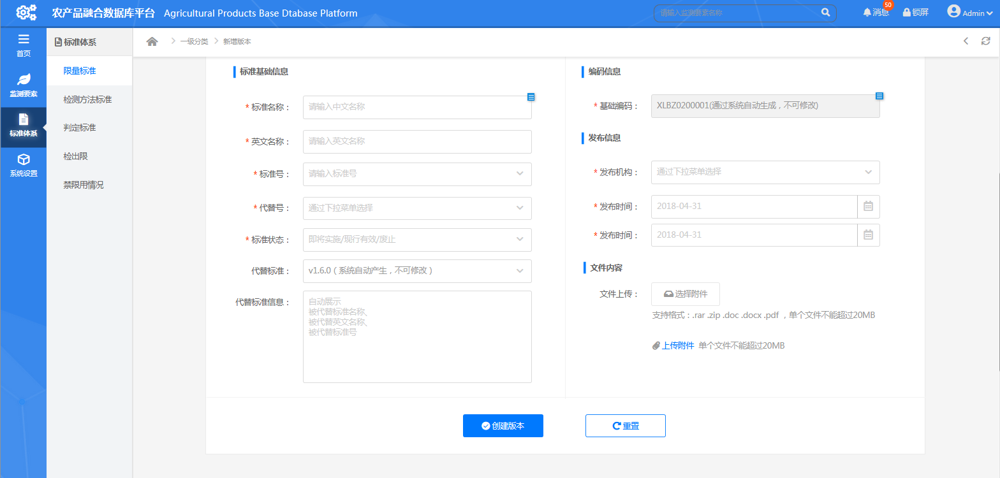 农产品融合数据库平台 Agricultural Products Base Dtabase Platform
请输入监测要素名称
消息 50
锁屏
Admin
首页
监测要素
标准体系
系统设置
标准体系
限量标准
检测方法标准
判定标准
检出限
禁限用情况
一级分类 新增版本
标准基础信息
* 标准名称： 请输入中文名称
* 英文名称： 请输入英文名称
* 标准号： 请输入标准号
* 代替号： 通过下拉菜单选择
* 标准状态： 即将实施/现行有效/废止
代替标准： v1.6.0（系统自动产生，不可修改）
代替标准信息： 自动展示
被代替标准名称、
被代替英文名称、
被代替标准号
编码信息
* 基础编码： XLBZ0200001(通过系统自动生成，不可修改)
发布信息
* 发布机构： 通过下拉菜单选择
* 发布时间： 2018-04-31
* 发布时间： 2018-04-31
文件内容
文件上传： 选择附件
支持格式：.rar .zip .doc .docx .pdf ，单个文件不能超过20MB
上传附件 单个文件不能超过20MB
创建版本
重置